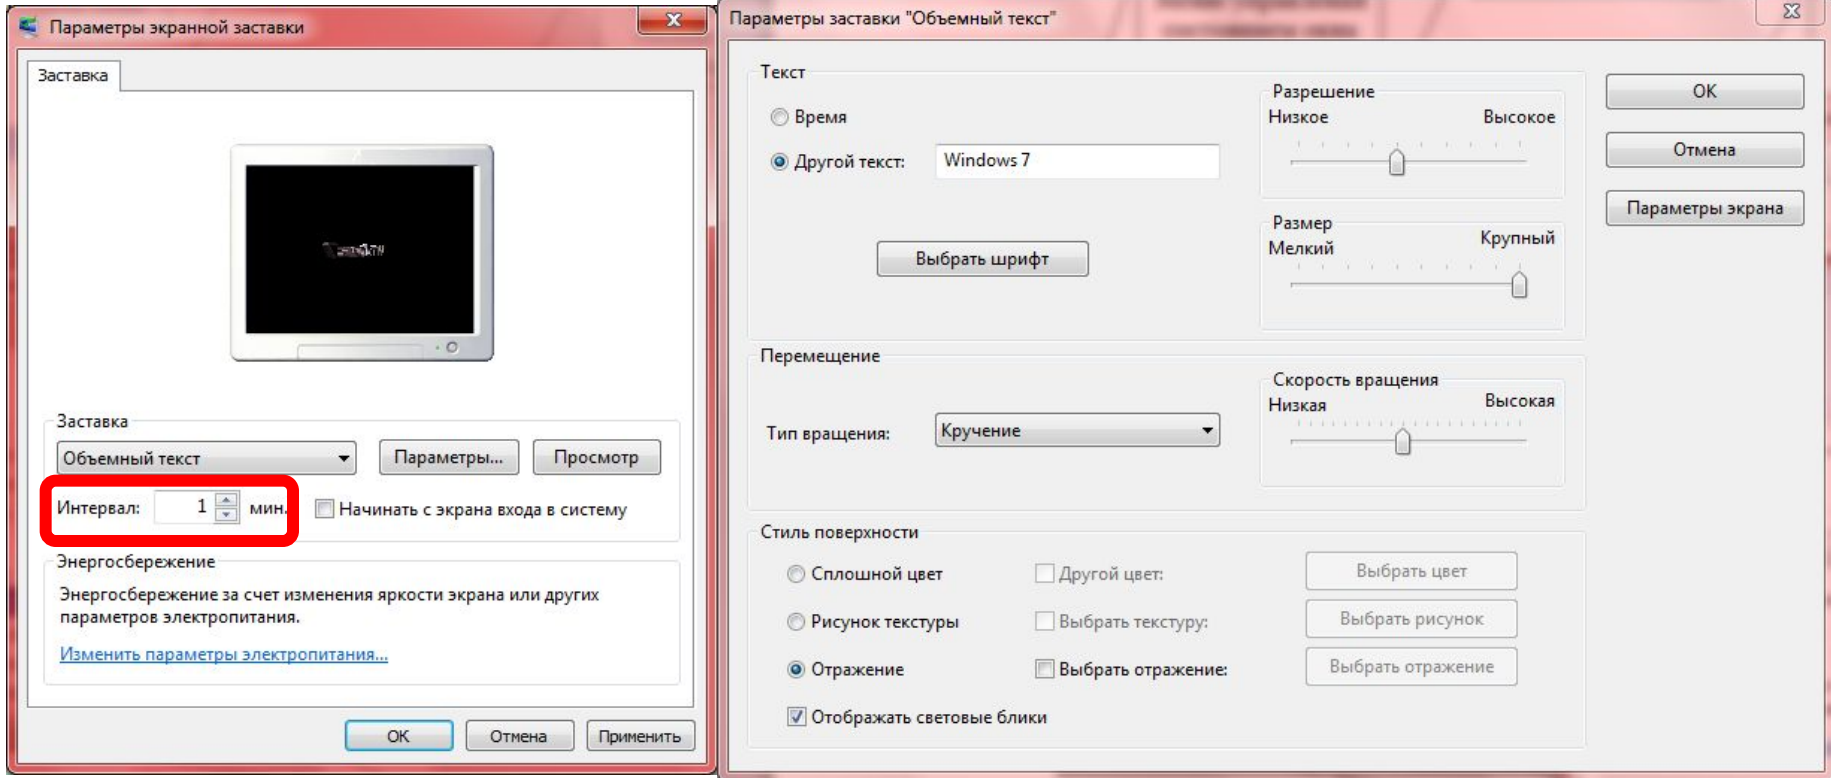 Параметры экранной заставки
Заставка
Заставка
Объемный текст
Параметры...
Просмотр
Интервал:
1
мин.
Начинать с экрана входа в систему
Энергосбережение
Энергосбережение за счет изменения яркости экрана или других
параметров электропитания.
Изменить параметры электропитания...
ОК
Отмена
Применить
Параметры заставки "Объемный текст"
Текст
Время
Другой текст:
Windows 7
Выбрать шрифт
Разрешение
Низкое
Высокое
Размер
Мелкий
Крупный
ОК
Отмена
Параметры экрана
Перемещение
Тип вращения:
Кручение
Скорость вращения
Низкая
Высокая
Стиль поверхности
Сплошной цвет
Другой цвет:
Выбрать цвет
Рисунок текстуры
Выбрать текстуру:
Выбрать рисунок
Отражение
Выбрать отражение:
Выбрать отражение
Отображать световые блики